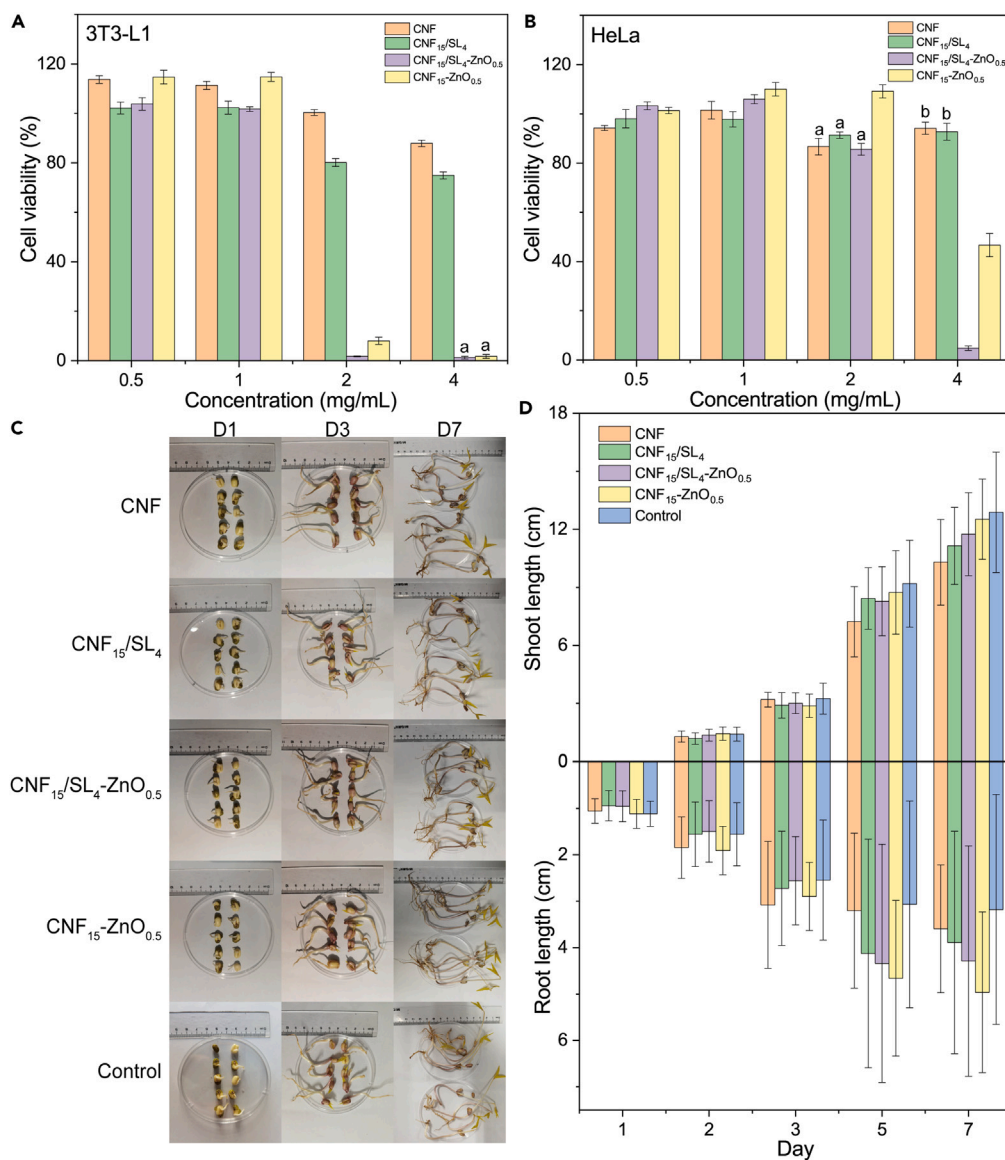 A
3T3-L1
CNF
CNF₁₅/SL₄
CNF₁₅/SL₄-ZnO₀.₅
CNF₁₅-ZnO₀.₅
120
80
40
0
Cell viability (%)
a a
0.5 1 2 4
Concentration (mg/mL)
B
HeLa
CNF
CNF₁₅/SL₄
CNF₁₅/SL₄-ZnO₀.₅
CNF₁₅-ZnO₀.₅
120
80
40
0
Cell viability (%)
a a
b b
0.5 1 2 4
Concentration (mg/mL)
C
D1 D3 D7
CNF
CNF₁₅/SL₄
CNF₁₅/SL₄-ZnO₀.₅
CNF₁₅-ZnO₀.₅
Control
D
CNF
CNF₁₅/SL₄
CNF₁₅/SL₄-ZnO₀.₅
CNF₁₅-ZnO₀.₅
Control
18
12
6
0
2
4
6
Shoot length (cm)
Root length (cm)
1 2 3 5 7
Day